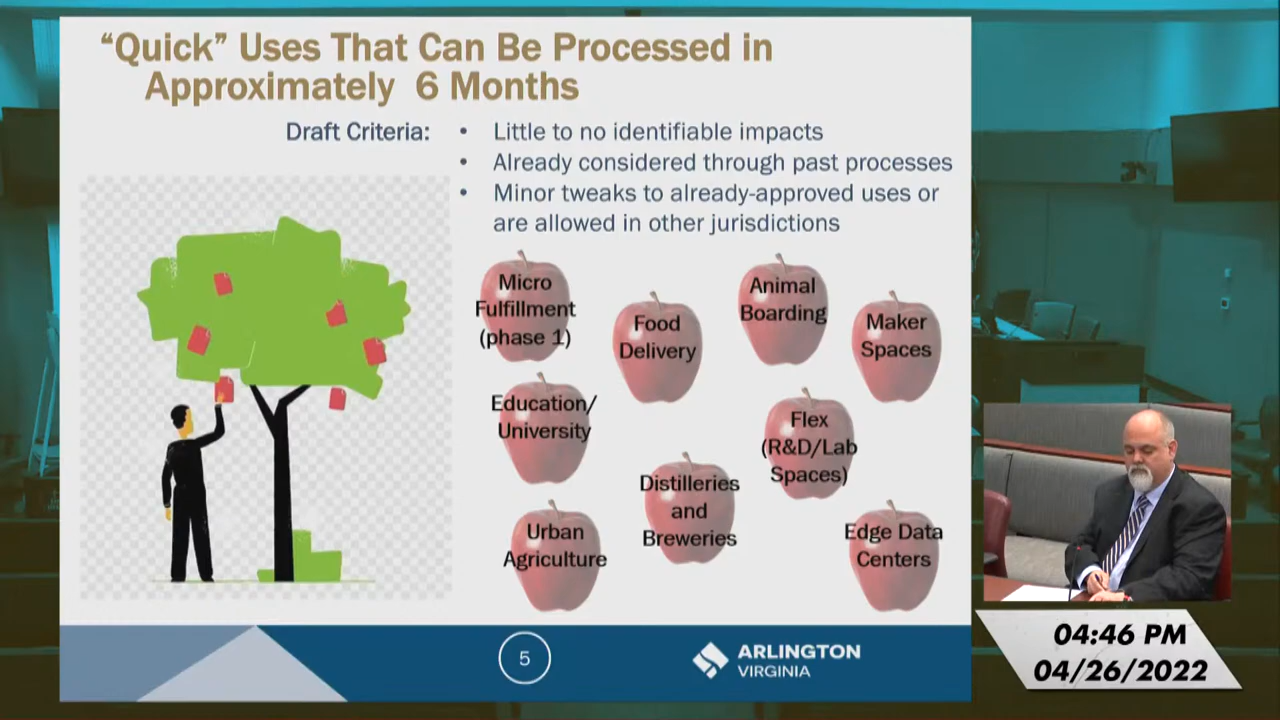 “Quick” Uses That Can Be Processed in
Approximately 6 Months
Draft Criteria:
• Little to no identifiable impacts
• Already considered through past processes
• Minor tweaks to already-approved uses or
are allowed in other jurisdictions
Micro
Fulfillment
(phase 1)
Food
Delivery
Animal
Boarding
Maker
Spaces
Education/
University
Flex
(R&D/Lab
Spaces)
Distilleries
and
Breweries
Urban
Agriculture
Edge Data
Centers
5
ARLINGTON
VIRGINIA
04:46 PM
04/26/2022